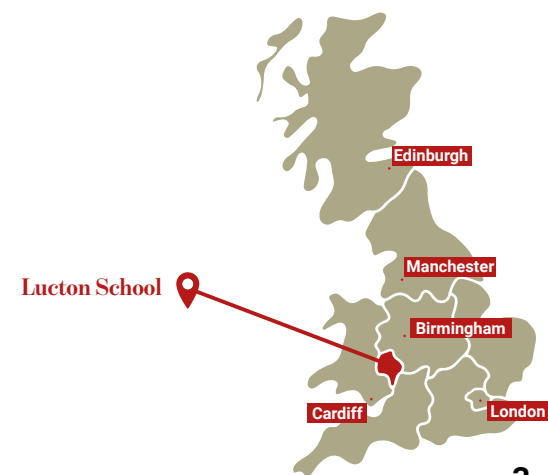 Edinburgh
Manchester
Lucton School
Birmingham
Cardiff
London